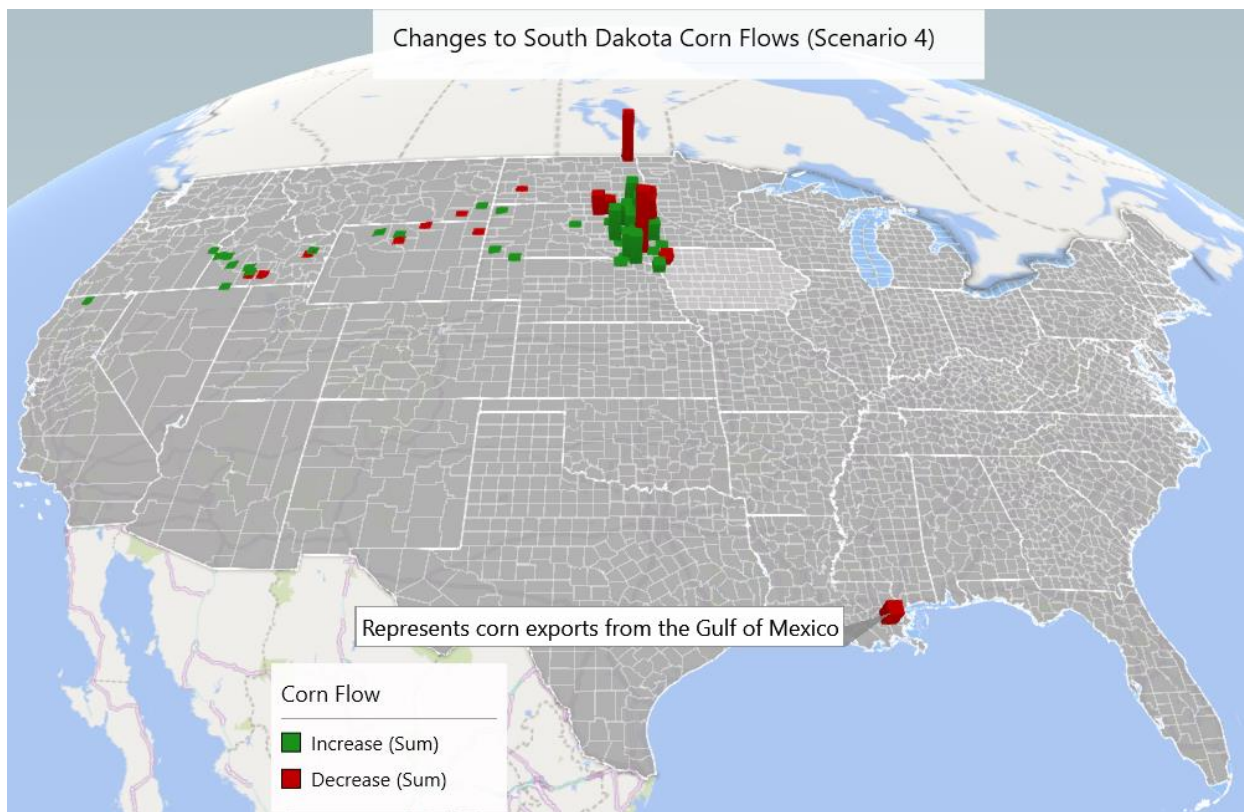 Changes to South Dakota Corn Flows (Scenario 4)
Represents corn exports from the Gulf of Mexico
Corn Flow
Increase (Sum)
Decrease (Sum)